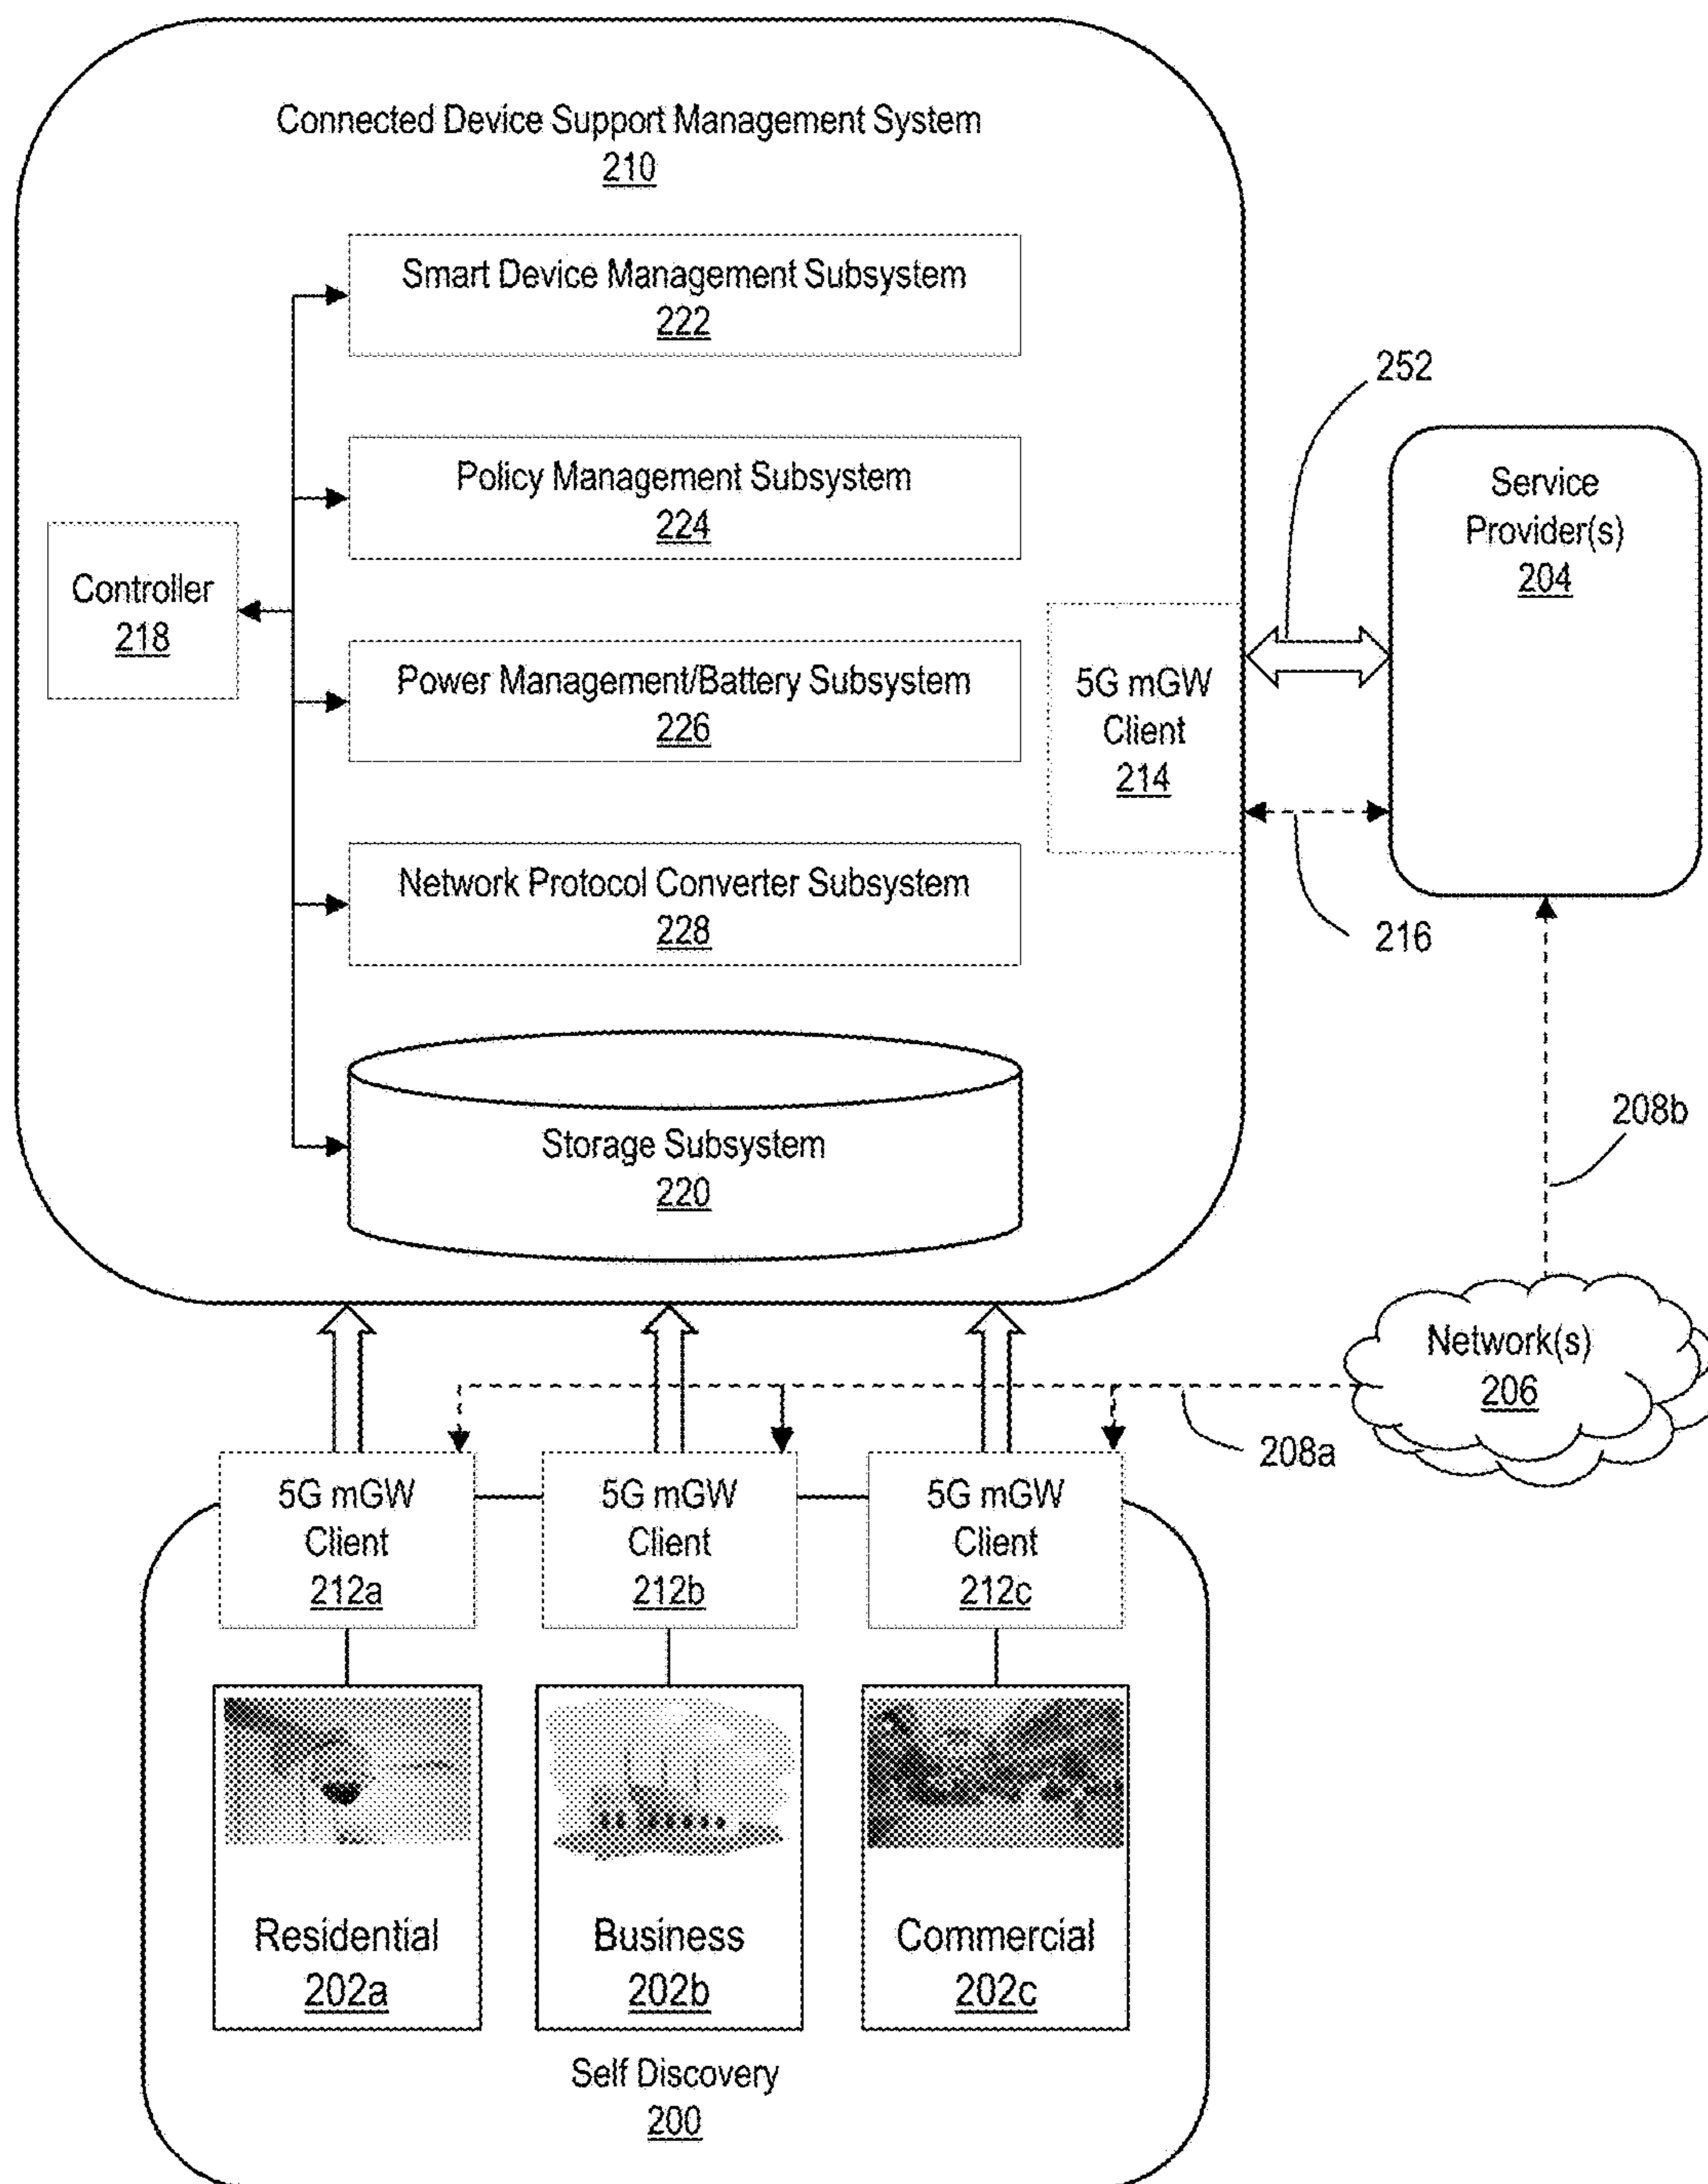 Connected Device Support Management System
210
Smart Device Management Subsystem
222
252
Policy Management Subsystem
224
Service
Provider(s)
204
Controller
218
Power Management/Battery Subsystem
226
5G mGW
Client
214
Network Protocol Converter Subsystem
228
216
Storage Subsystem
220
208b
Network(s)
206
208a
5G mGW
Client
212a
5G mGW
Client
212b
5G mGW
Client
212c
Residential
202a
Business
202b
Commercial
202c
Self Discovery
200